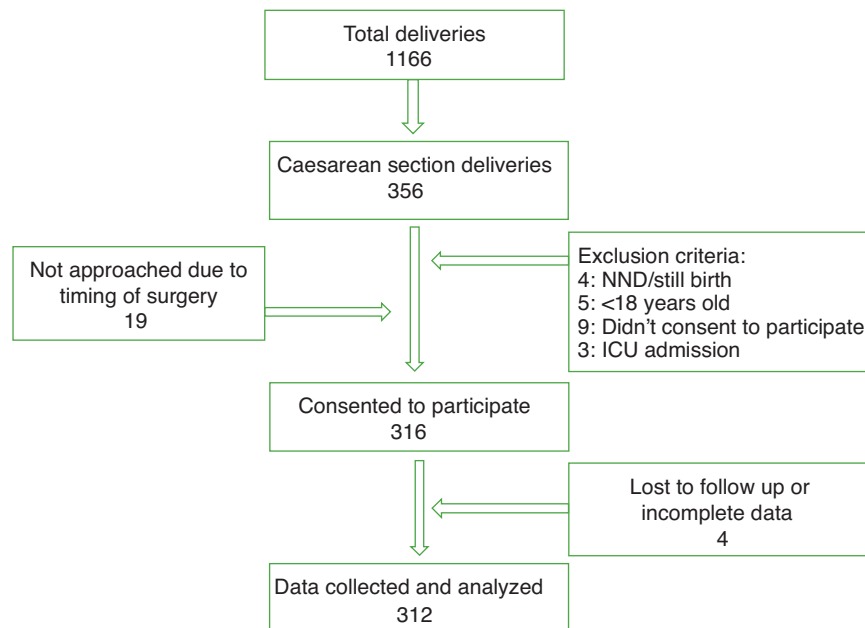 Total deliveries
1166
Caesarean section deliveries
356
Not approached due to
timing of surgery
19
Exclusion criteria:
4: NND/still birth
5: <18 years old
9: Didn’t consent to participate
3: ICU admission
Consented to participate
316
Lost to follow up or
incomplete data
4
Data collected and analyzed
312